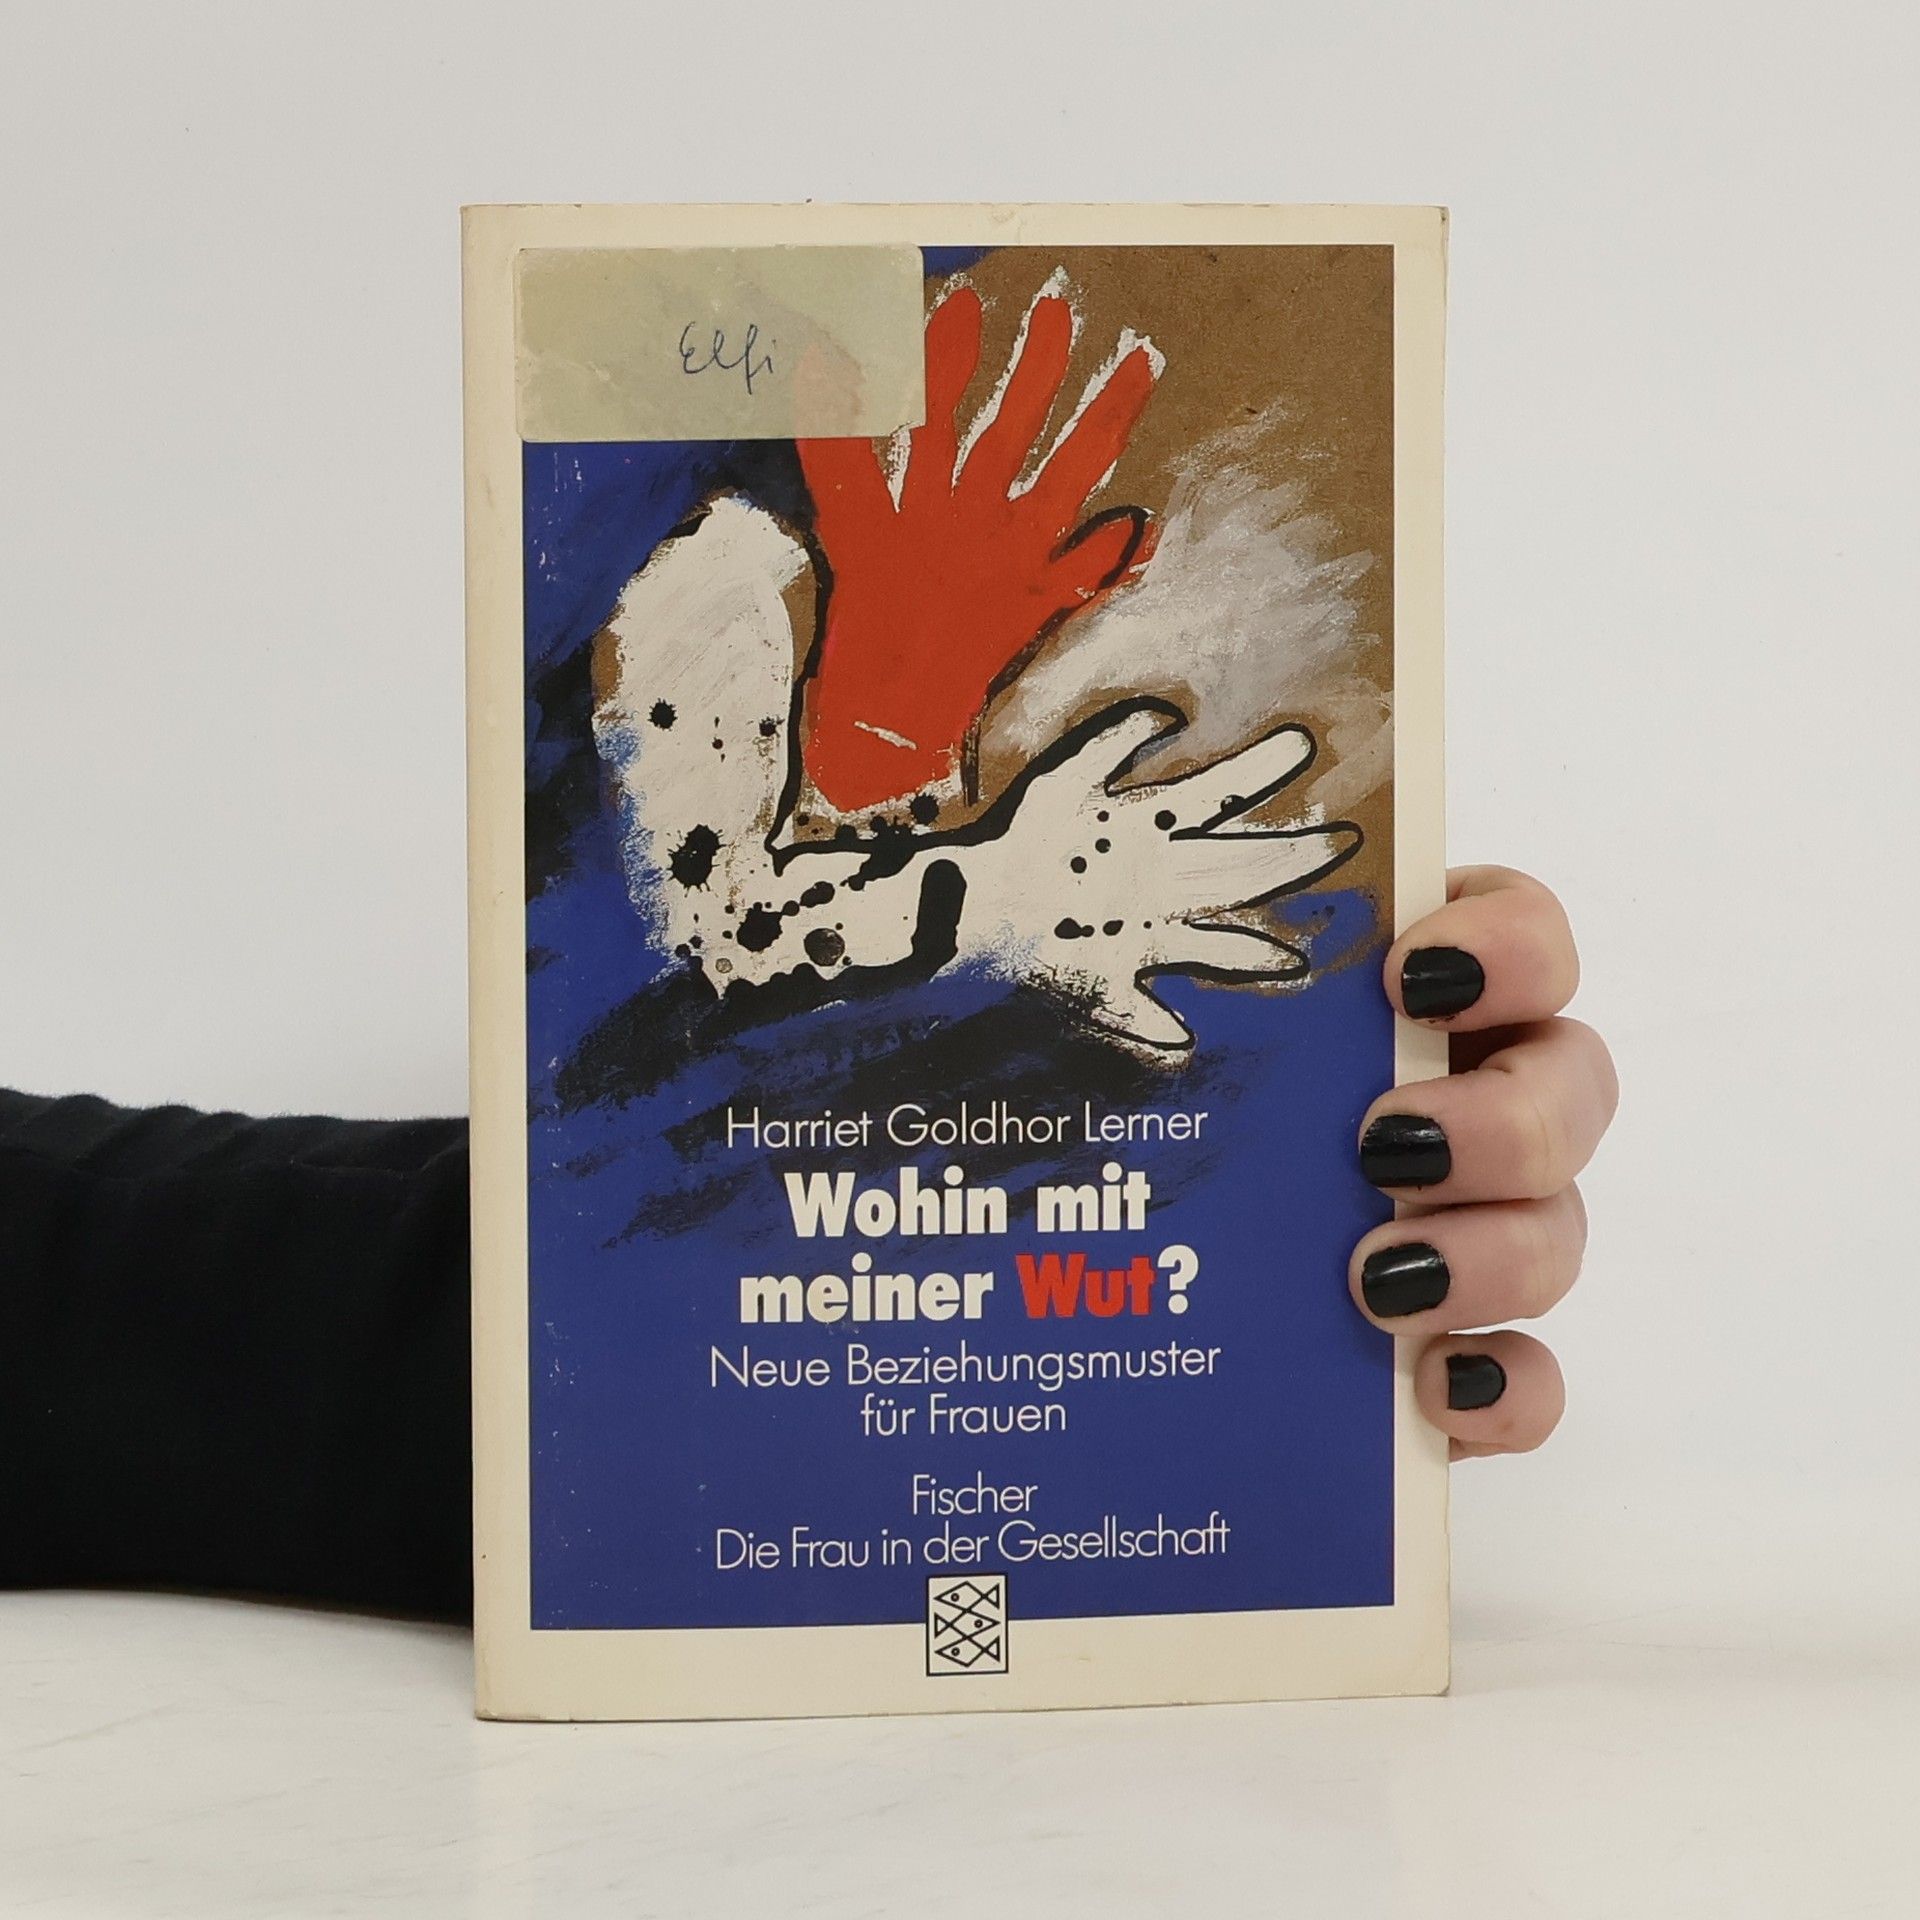 Elfi
Harriet Goldhor Lerner
Wohin mit
meiner Wut?
Neue Beziehungsmuster
für Frauen
Fischer
Die Frau in der Gesellschaft